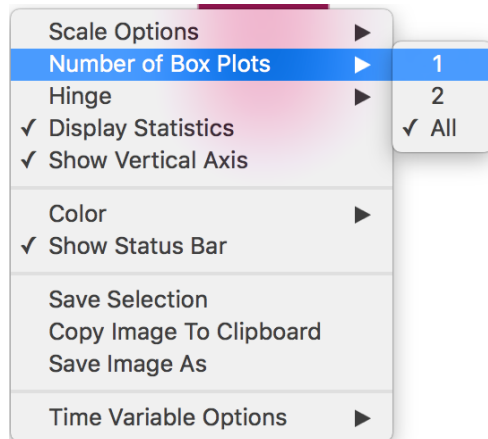 Scale Options
Number of Box Plots
Hinge
Display Statistics
Show Vertical Axis
Color
Show Status Bar
Save Selection
Copy Image To Clipboard
Save Image As
Time Variable Options
1
2
All